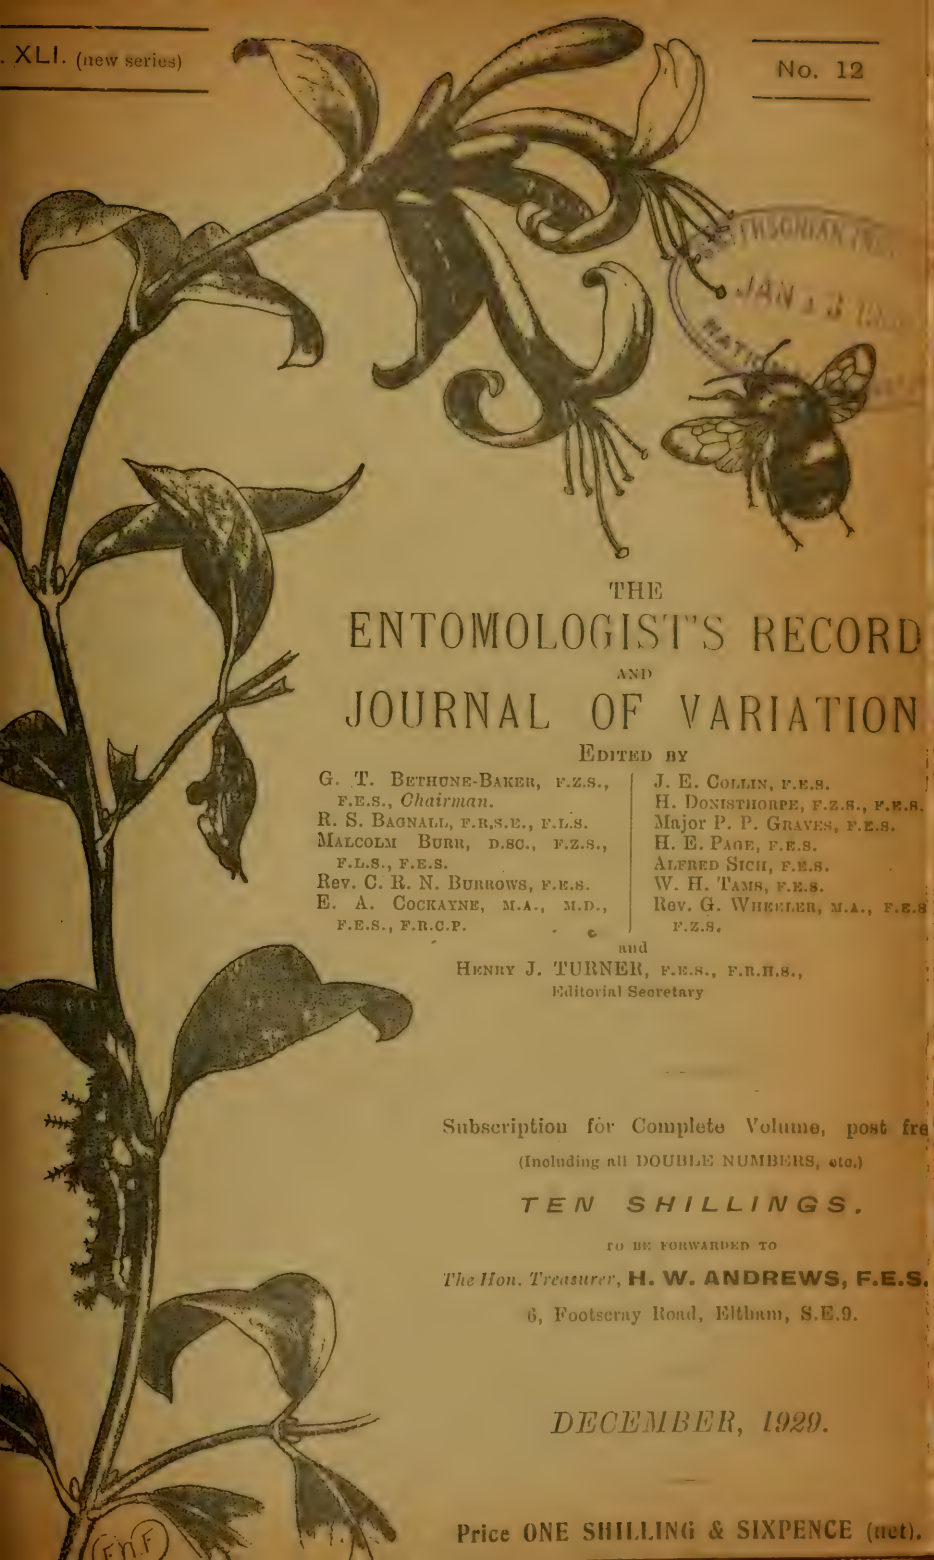 . XLI. (new series)
No. 12
JAN 13
THE
ENTOMOLOGIST'S RECORD
AND
JOURNAL OF VARIATION
EDITED BY
G. T. BETHUNE-BAKER, F.Z.S.,
F.E.S., Chairman.
R. S. BAGNALL, F.R.S.E., F.L.S.
MALCOLM BURR, D.SC., F.Z.S.,
F.L.S., F.E.S.
Rev. C. R. N. BURROWS, F.E.S.
E. A. COCKAYNE, M.A., M.D.,
F.E.S., F.R.C.P.
J. E. COLLIN, F.E.S.
H. DONISTHORPE, F.Z.S., F.E.S.
Major P. P. GRAVES, F.E.S.
H. E. PAGE, F.E.S.
ALFRED SICH, F.E.S.
W. H. TAMS, F.E.S.
Rev. G. WHEELER, M.A., F.E.S
F.Z.S.
and
HENRY J. TURNER, F.E.S., F.R.H.S.,
Editorial Secretary
Subscription for Complete Volume, post fre
(Including all DOUBLE NUMBERS, etc.)
TEN SHILLINGS.
TO BE FORWARDED TO
The Hon. Treasurer, H. W. ANDREWS, F.E.S.
6, Footscray Road, Eltham, S.E.9.
DECEMBER, 1929.
Price ONE SHILLING & SIXPENCE (net).